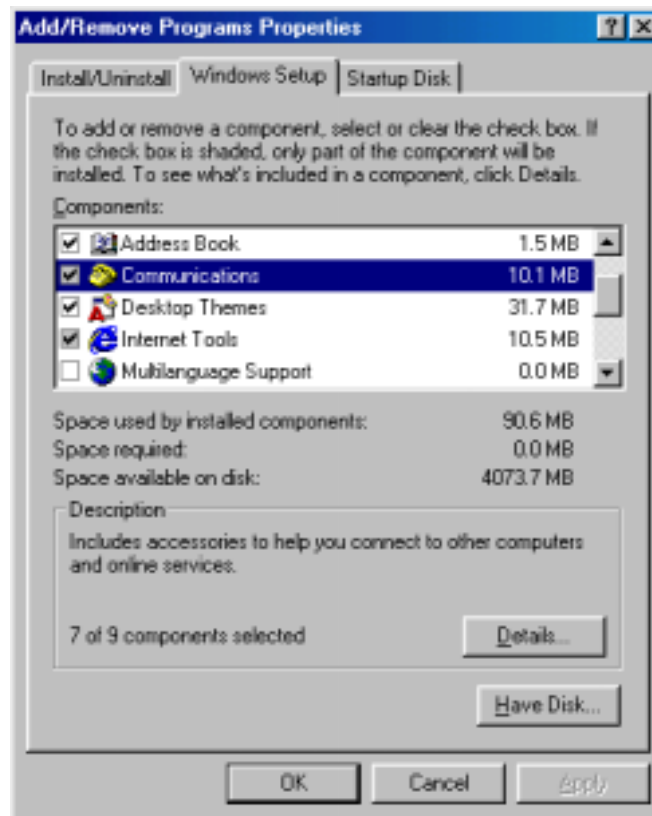 Add/Remove Programs Properties
Install/Uninstall Windows Setup Startup Disk
To add or remove a component, select or clear the check box. If
the check box is shaded, only part of the component will be
installed. To see what's included in a component, click Details.
Components:
Address Book 1.5 MB
Communications 10.1 MB
Desktop Themes 31.7 MB
Internet Tools 10.5 MB
Multilanguage Support 0.0 MB
Space used by installed components: 90.6 MB
Space required: 0.0 MB
Space available on disk: 4073.7 MB
Description
Includes accessories to help you connect to other computers
and online services.
7 of 9 components selected
Details...
Have Disk...
OK Cancel Apply